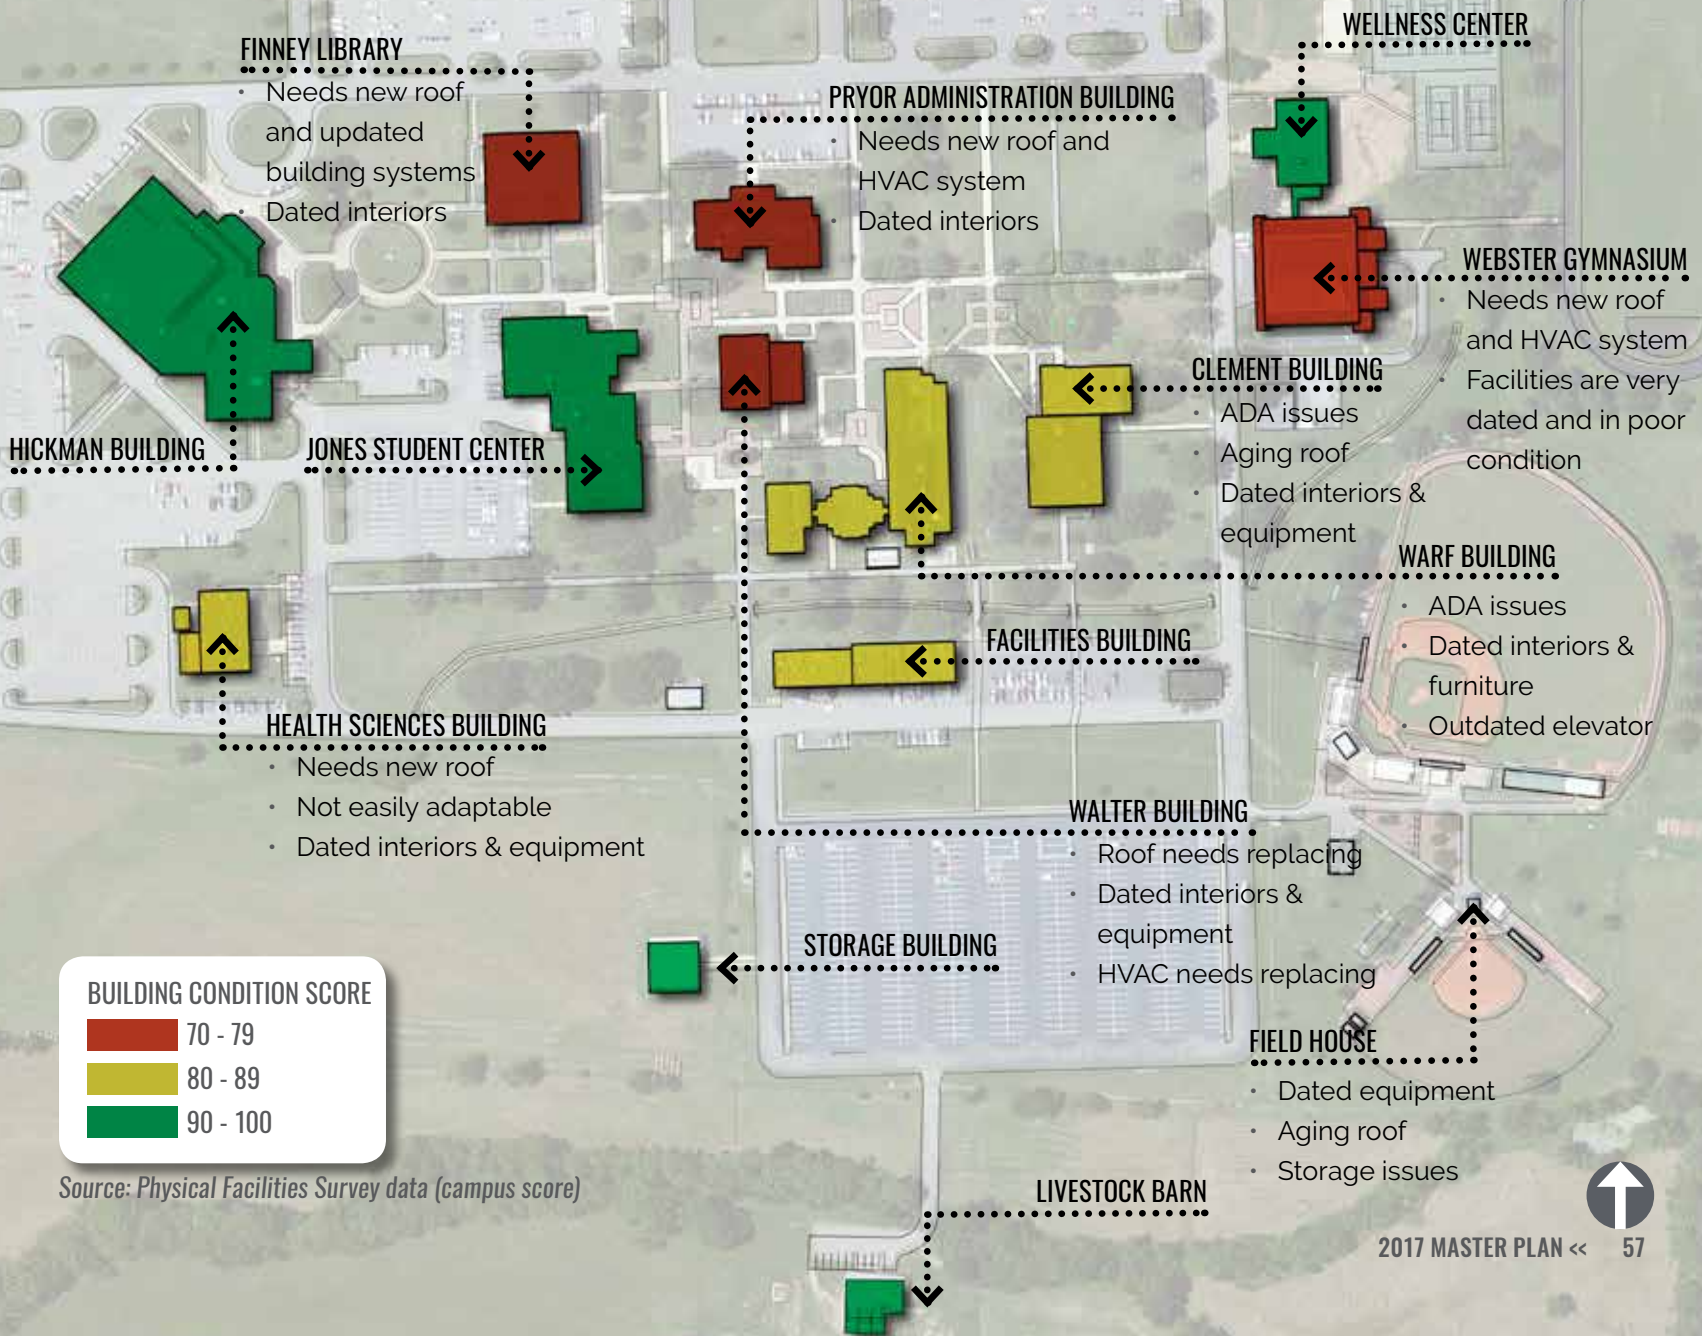 WELLNESS CENTER
FINNEY LIBRARY
• Needs new roof
and updated
building systems
• Dated interiors
PRYOR ADMINISTRATION BUILDING
• Needs new roof and
HVAC system
• Dated interiors
WEBSTER GYMNASIUM
• Needs new roof
and HVAC system
• Facilities are very
dated and in poor
condition
CLEMENT BUILDING
• ADA issues
• Aging roof
• Dated interiors &
equipment
HICKMAN BUILDING
JONES STUDENT CENTER
WARF BUILDING
• ADA issues
• Dated interiors &
furniture
• Outdated elevator
FACILITIES BUILDING
HEALTH SCIENCES BUILDING
• Needs new roof
• Not easily adaptable
• Dated interiors & equipment
WALTER BUILDING
• Roof needs replacing
• Dated interiors &
equipment
• HVAC needs replacing
STORAGE BUILDING
BUILDING CONDITION SCORE
70 - 79
80 - 89
90 - 100
Source: Physical Facilities Survey data (campus score)
FIELD HOUSE
• Dated equipment
• Aging roof
• Storage issues
LIVESTOCK BARN
2017 MASTER PLAN << 57